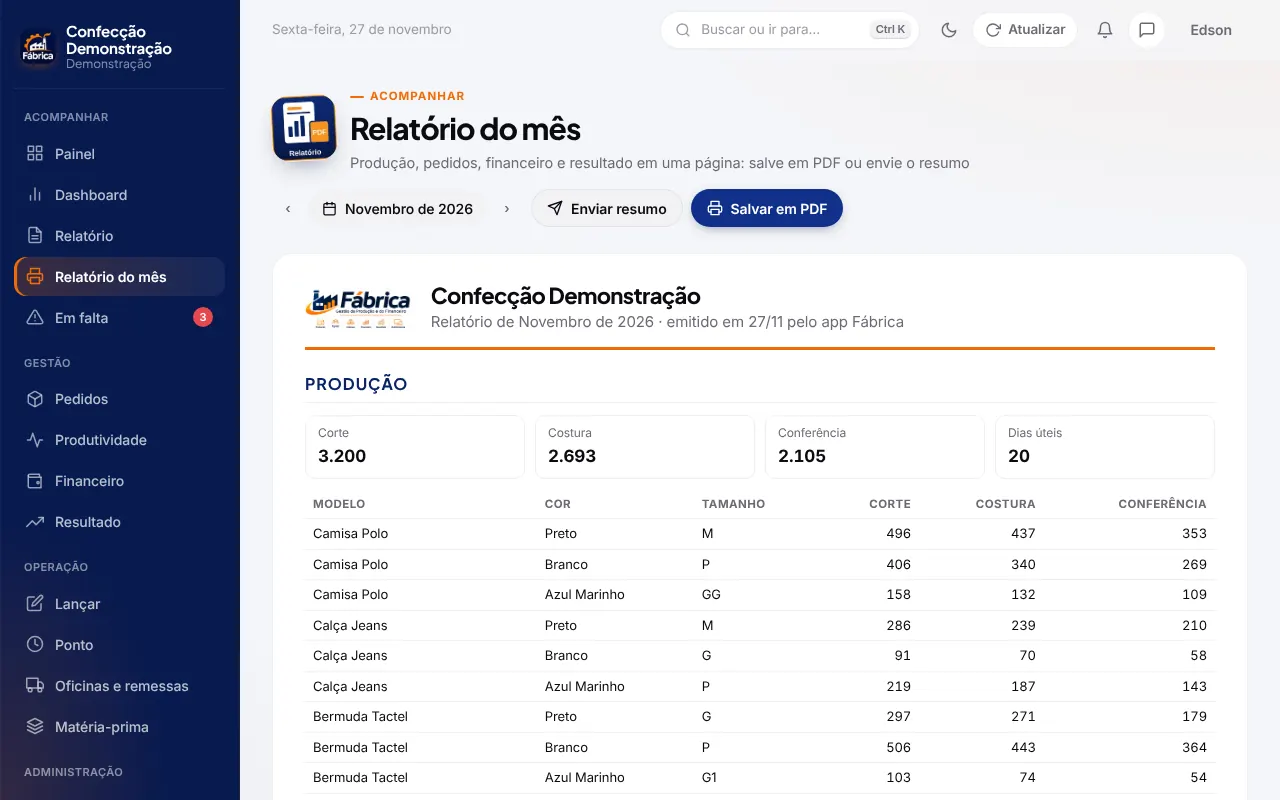 Fábrica
Confecção
Demonstração
Demonstração
ACOMPANHAR
Painel
Dashboard
Relatório
Relatório do mês
Em falta
3
GESTÃO
Pedidos
Produtividade
Financeiro
Resultado
OPERAÇÃO
Lançar
Ponto
Oficinas e remessas
Matéria-prima
ADMINISTRAÇÃO
Sexta-feira, 27 de novembro
Buscar ou ir para...
Ctrl K
Atualizar
Edson
PDF
Relatório
— ACOMPANHAR
Relatório do mês
Produção, pedidos, financeiro e resultado em uma página: salve em PDF ou envie o resumo
‹ Novembro de 2026 ›
Enviar resumo
Salvar em PDF
Fábrica
Gestão da Produção e do Financeiro
Confecção Demonstração
Relatório de Novembro de 2026 · emitido em 27/11 pelo app Fábrica
PRODUÇÃO
Corte
3.200
Costura
2.693
Conferência
2.105
Dias úteis
20
MODELO COR TAMANHO CORTE COSTURA CONFERÊNCIA
Camisa Polo Preto M 496 437 353
Camisa Polo Branco P 406 340 269
Camisa Polo Azul Marinho GG 158 132 109
Calça Jeans Preto M 286 239 210
Calça Jeans Branco G 91 70 58
Calça Jeans Azul Marinho P 219 187 143
Bermuda Tactel Preto G 297 271 179
Bermuda Tactel Branco P 506 443 364
Bermuda Tactel Azul Marinho G1 103 74 54